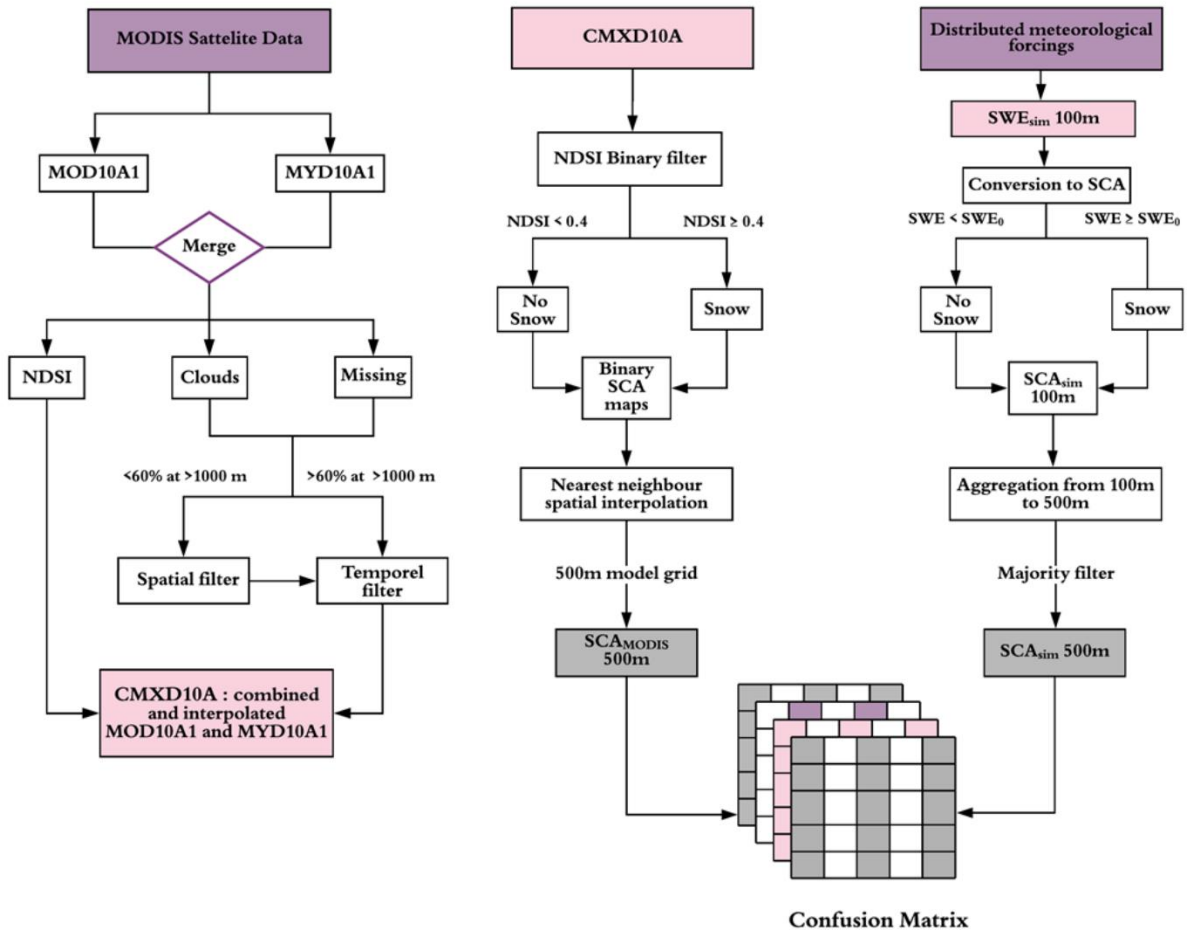 MODIS Sattelite Data
MOD10A1
MYD10A1
Merge
NDSI
Clouds
Missing
<60% at >1000 m
>60% at >1000 m
Spatial filter
Temporel
filter
CMXD10A : combined
and interpolated
MOD10A1 and MYD10A1
CMXD10A
NDSI Binary filter
NDSI < 0.4
NDSI ≥ 0.4
No
Snow
Snow
Binary
SCA
maps
Nearest neighbour
spatial interpolation
500m model grid
SCAMODIS
500m
Distributed meteorological
forcings
SWEsim 100m
Conversion to SCA
SWE < SWE₀
SWE ≥ SWE₀
No
Snow
Snow
SCAsim
100m
Aggregation from 100m
to 500m
Majority filter
SCAsim 500m
Confusion Matrix